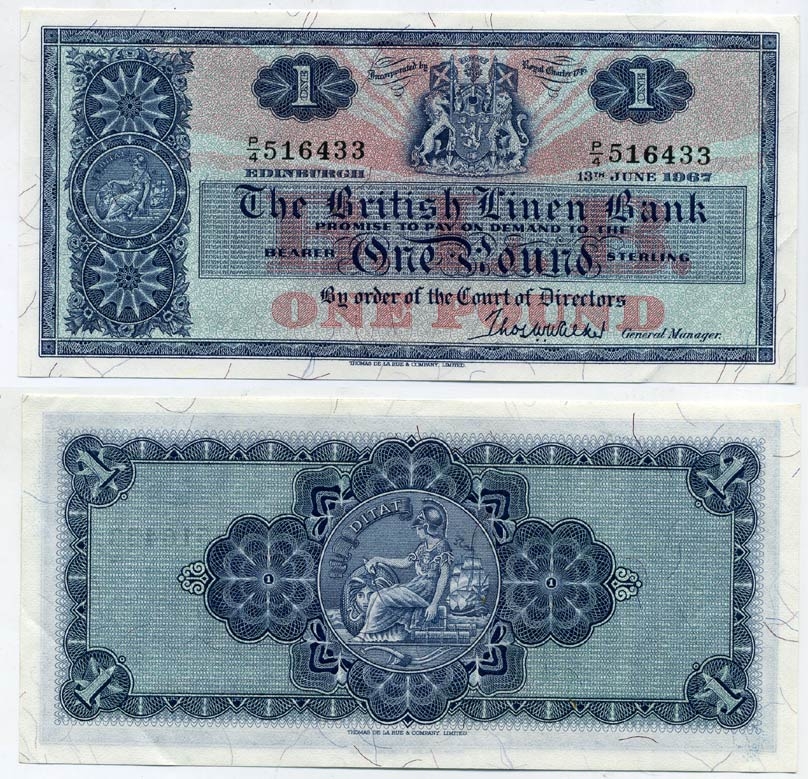 1 Incorporated by Royal Charter 1
ONE ONE
P/4 516433 P/4 516433
EDINBURGH 13TH JUNE 1967
The British Linen Bank
PROMISE TO PAY ON DEMAND TO THE
BEARER One Pound STERLING
By order of the Court of Directors
ONE POUND
General Manager.
THOMAS DE LA RUE & COMPANY, LIMITED.
1 1
DITAT
1 1
1 1
THOMAS DE LA RUE & COMPANY, LIMITED.